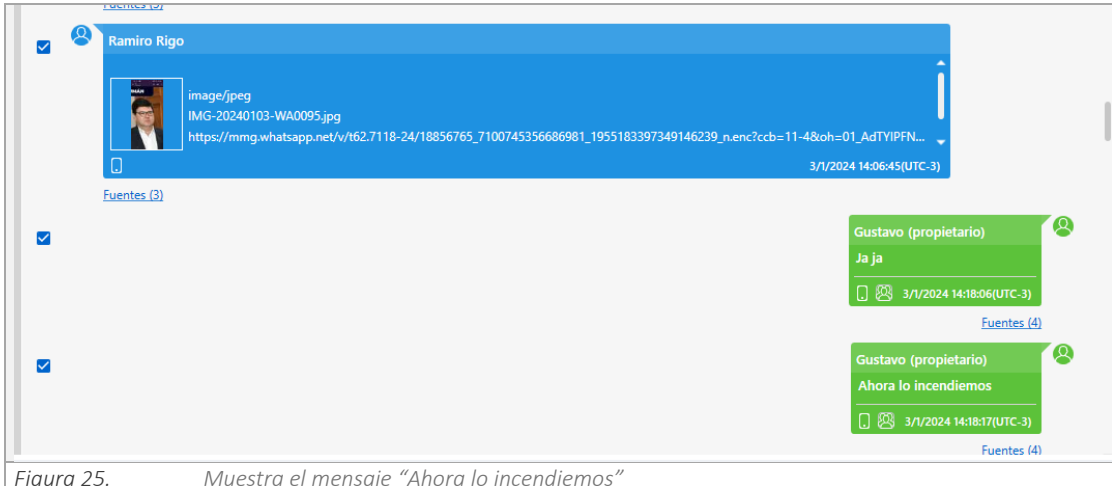 Fuentes (3)
Ramiro Rigo
image/jpeg
IMG-20240103-WA0095.jpg
https://mmg.whatsapp.net/v/t62.7118-24/18856765_7100745356686981_1955183397349146239_n.enc?ccb=11-4&oh=01_AdTYIPFN...
3/1/2024 14:06:45(UTC-3)
Fuentes (3)
Gustavo (propietario)
Ja ja
3/1/2024 14:18:06(UTC-3)
Fuentes (4)
Gustavo (propietario)
Ahora lo incendiemos
3/1/2024 14:18:17(UTC-3)
Fuentes (4)
Figura 25. Muestra el mensaje “Ahora lo incendiemos”